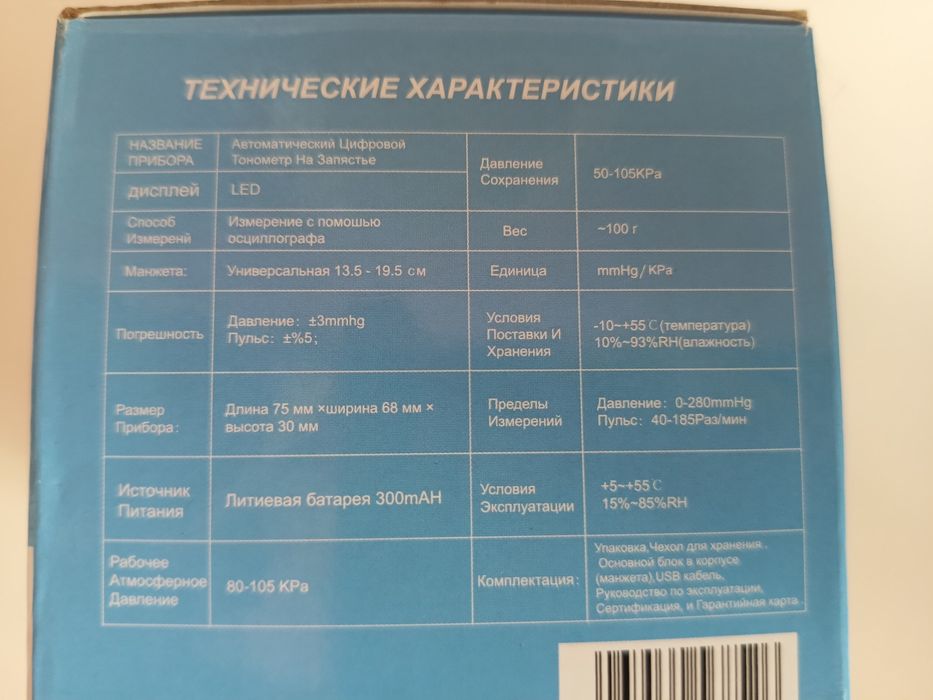 ТЕХНИЧЕСКИЕ ХАРАКТЕРИСТИКИ
НАЗВАНИЕ
ПРИБОРА
Автоматический Цифровой
Тонометр На Запястье
дисплей
LED
Способ
Измеренй
Измерение с помошью
осциллографа
Манжета:
Универсальная 13.5 - 19.5 см
Погрешность
Давление: ±3mmhg
Пульс: ±%5;
Размер
Прибора:
Длина 75 мм ×ширина 68 мм ×
высота 30 мм
Источник
Питания
Литиевая батарея 300mAH
Рабочее
Атмосферное
Давление
80-105 KPa
Давление
Сохранения
50-105KPa
Вес
~100 г
Единица
mmHg/KPa
Условия
Поставки И
Хранения
-10~+55℃(температура)
10%~93%RH(влажность)
Пределы
Измерений
Давление: 0-280mmHg
Пульс: 40-185Раз/мин
Условия
Эксплуатации
+5~+55℃
15%~85%RH
Комплектация:
Упаковка,Чехол для хранения.
Основной блок в корпусе
(манжета),USB кабель,
Руководство по эксплуатации,
Сертификация, и Гарантийная карта.